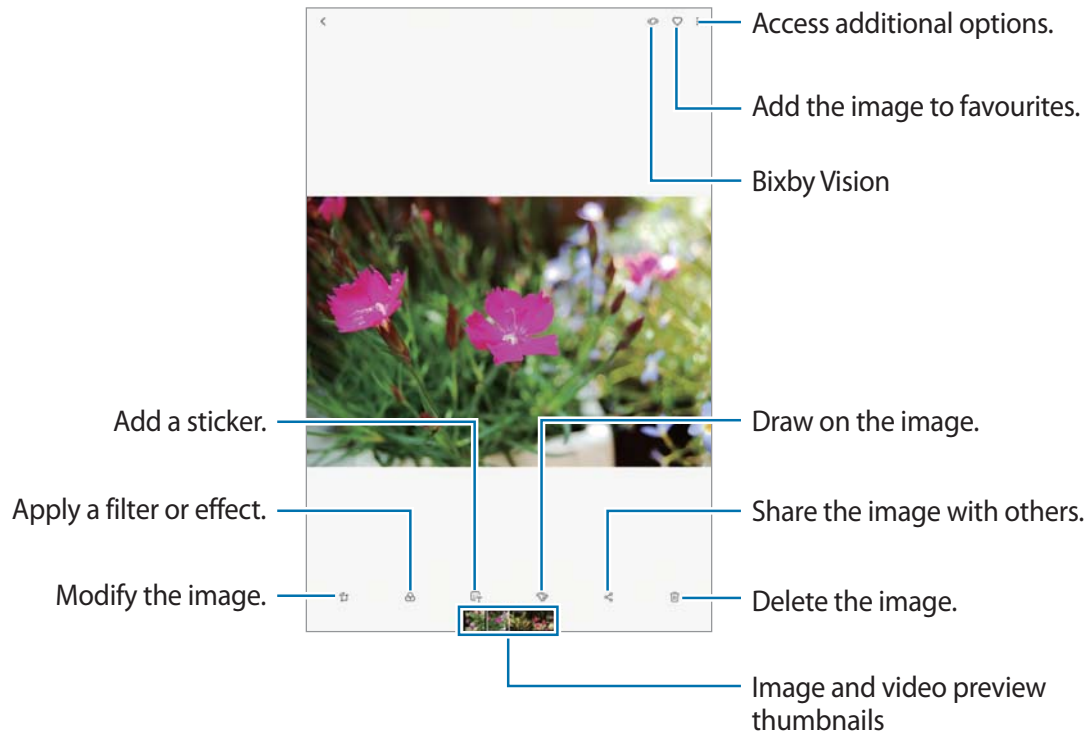 Access additional options.
Add the image to favourites.
Bixby Vision
Add a sticker.
Draw on the image.
Apply a filter or effect.
Share the image with others.
Modify the image.
Delete the image.
Image and video preview
thumbnails